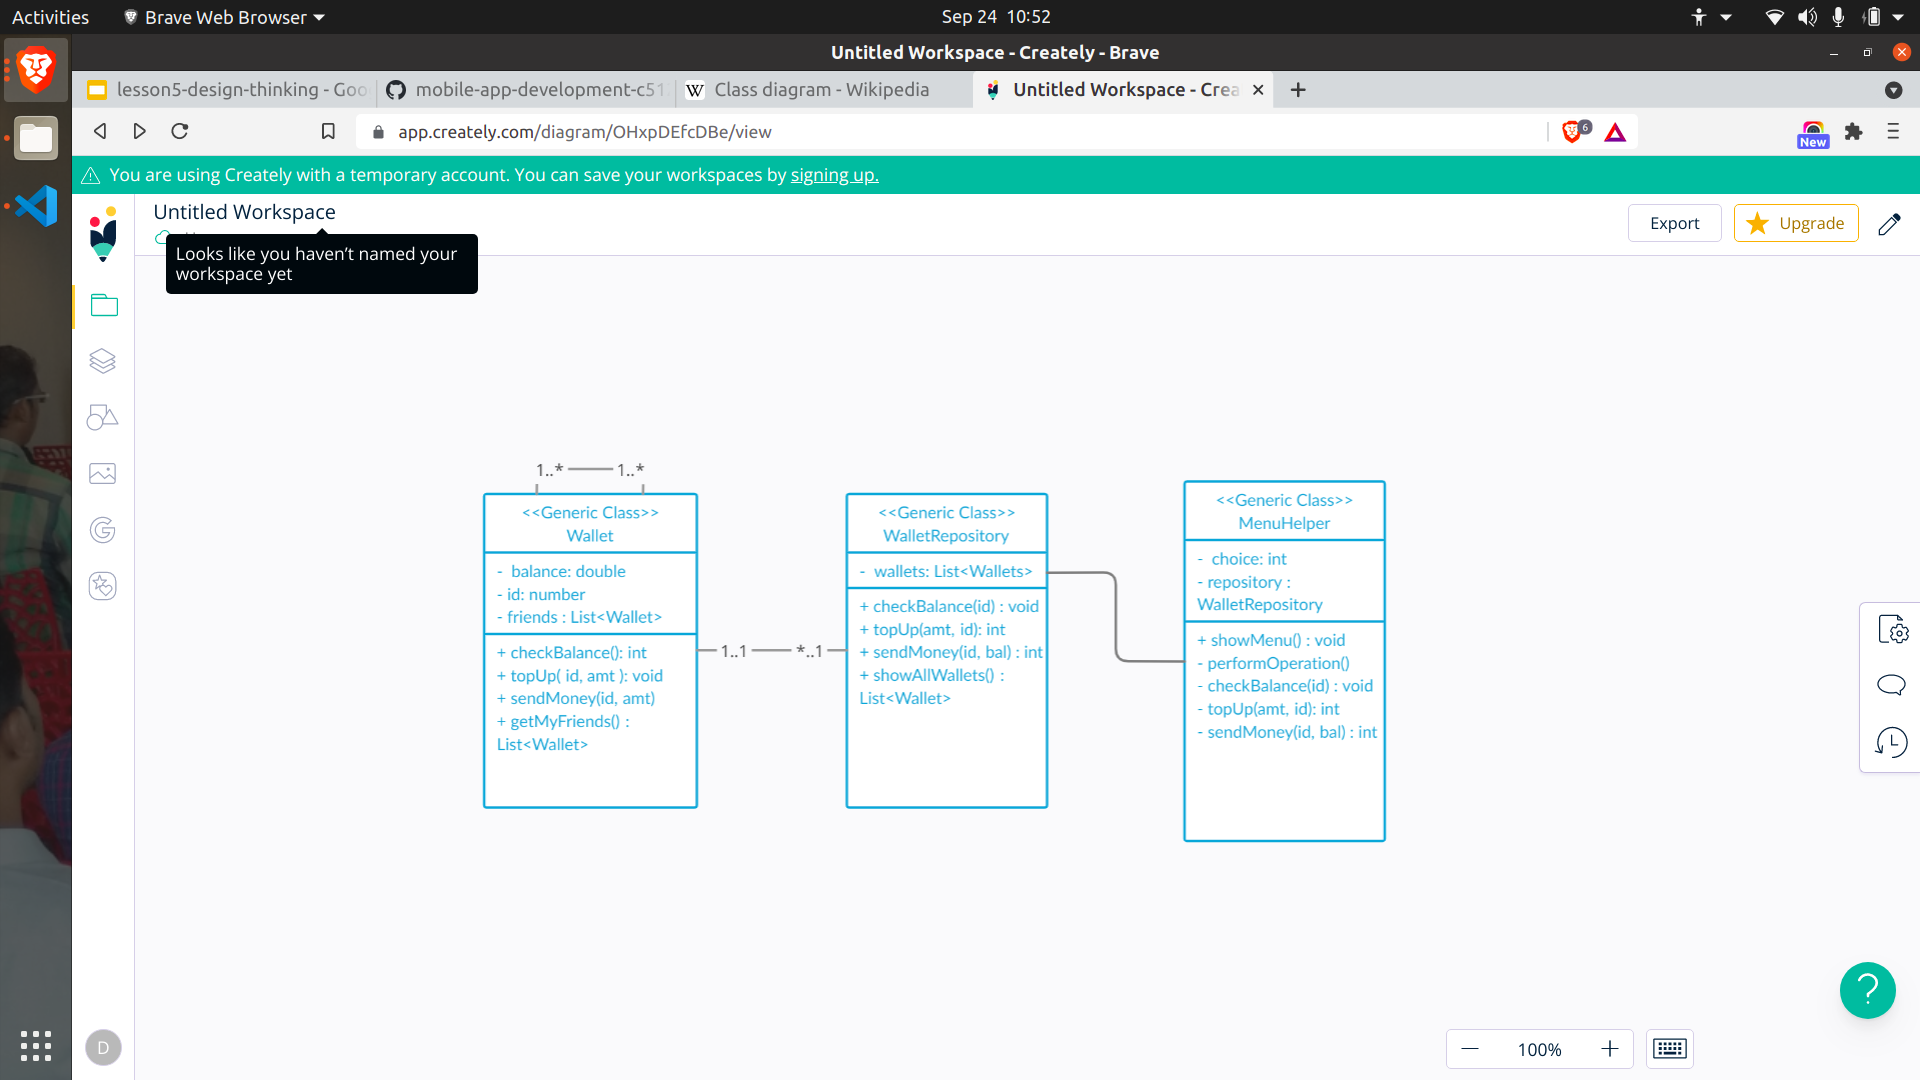 Activities
Brave Web Browser
Sep 24 10:52
Untitled Workspace - Creately - Brave
lesson5-design-thinking - Goo
mobile-app-development-c51
Class diagram - Wikipedia
Untitled Workspace - Crea
app.creately.com/diagram/OHxpDEfcDBe/view
6
New
You are using Creately with a temporary account. You can save your workspaces by signing up.
Untitled Workspace
Export
Upgrade
Looks like you haven't named your
workspace yet
1..* 1..*
<<Generic Class>>
Wallet
- balance: double
- id: number
- friends : List<Wallet>
+ checkBalance(): int
+ topUp( id, amt ): void
+ sendMoney(id, amt)
+ getMyFriends() :
List<Wallet>
1..1 *..1
<<Generic Class>>
WalletRepository
- wallets: List<Wallets>
+ checkBalance(id) : void
+ topUp(amt, id): int
+ sendMoney(id, bal) : int
+ showAllWallets() :
List<Wallet>
<<Generic Class>>
MenuHelper
- choice: int
- repository :
WalletRepository
+ showMenu() : void
- performOperation()
- checkBalance(id) : void
- topUp(amt, id): int
- sendMoney(id, bal) : int
?
D
100%